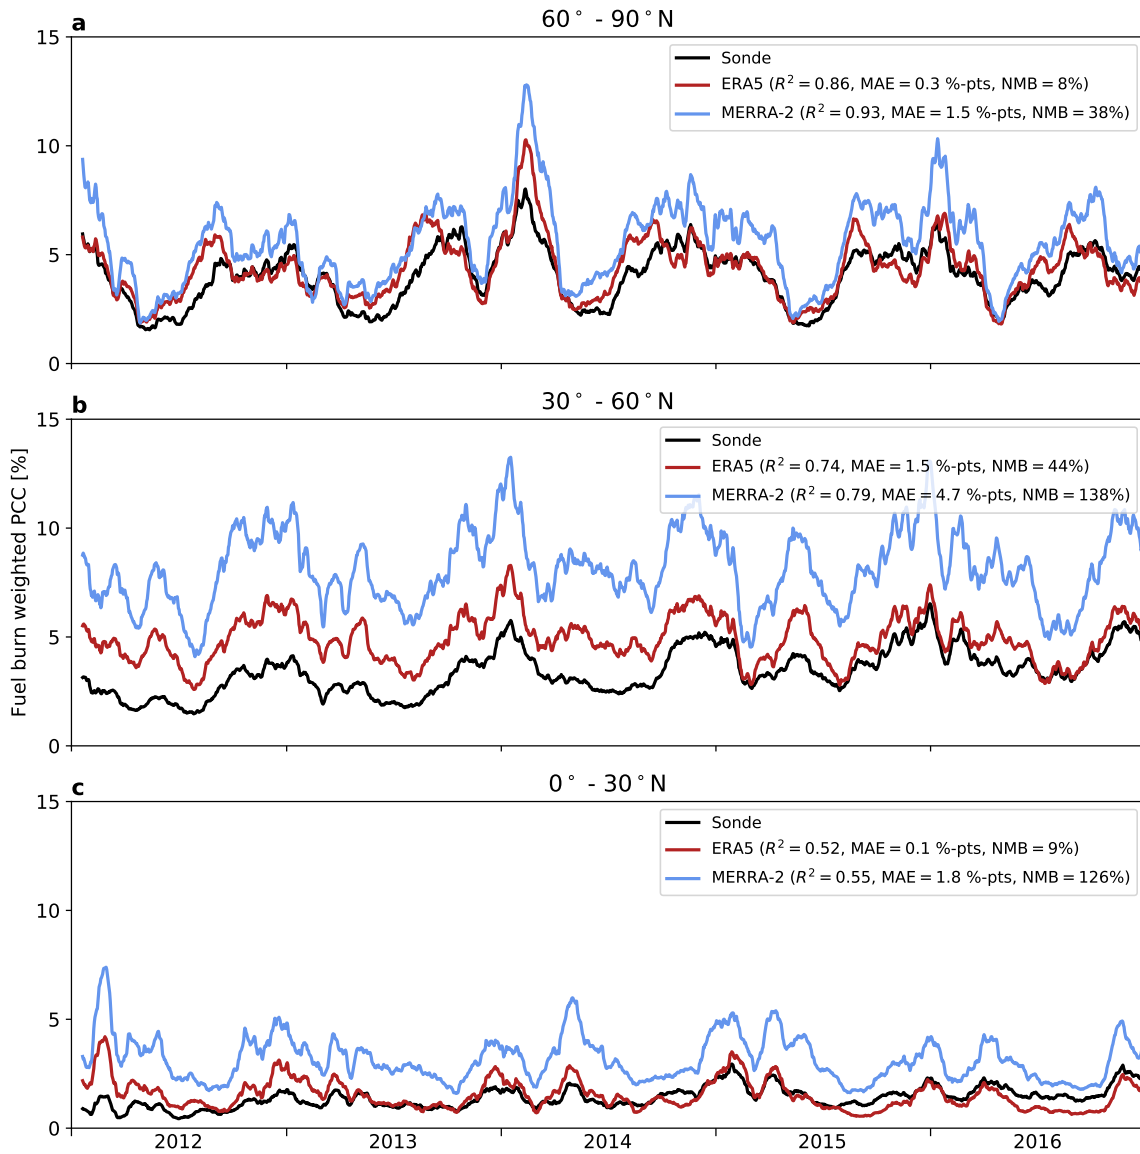 a
60° - 90°N
15
10
5
0
Sonde
ERA5 (R² = 0.86, MAE = 0.3 %-pts, NMB = 8%)
MERRA-2 (R² = 0.93, MAE = 1.5 %-pts, NMB = 38%)
b
30° - 60°N
15
10
5
0
Fuel burn weighted PCC [%]
Sonde
ERA5 (R² = 0.74, MAE = 1.5 %-pts, NMB = 44%)
MERRA-2 (R² = 0.79, MAE = 4.7 %-pts, NMB = 138%)
c
0° - 30°N
15
10
5
0
Sonde
ERA5 (R² = 0.52, MAE = 0.1 %-pts, NMB = 9%)
MERRA-2 (R² = 0.55, MAE = 1.8 %-pts, NMB = 126%)
2012 2013 2014 2015 2016